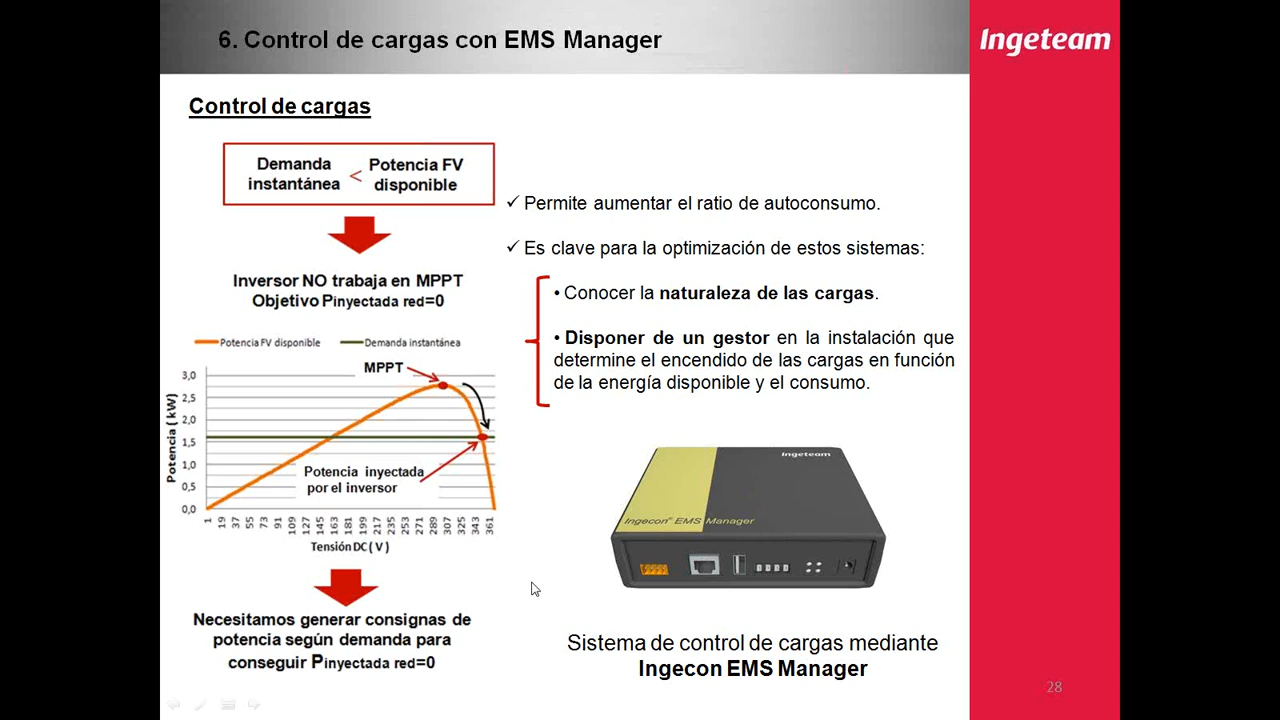 6. Control de cargas con EMS Manager
Ingeteam
Control de cargas
Demanda instantánea < Potencia FV disponible
Inversor NO trabaja en MPPT
Objetivo Pinyectada red=0
Potencia FV disponible
Demanda instantánea
MPPT
Potencia ( kW)
3,0
2,5
2,0
1,5
1,0
0,5
0,0
Potencia inyectada
por el inversor
1 19 37 55 73 91 109 127 145 163 181 199 217 235 253 271 289 307 325 343 361
Tensión DC ( V )
Necesitamos generar consignas de
potencia según demanda para
conseguir Pinyectada red=0
✓ Permite aumentar el ratio de autoconsumo.
✓ Es clave para la optimización de estos sistemas:
• Conocer la naturaleza de las cargas.
• Disponer de un gestor en la instalación que
determine el encendido de las cargas en función
de la energía disponible y el consumo.
Ingeteam
Ingecon® EMS Manager
Sistema de control de cargas mediante
Ingecon EMS Manager
28